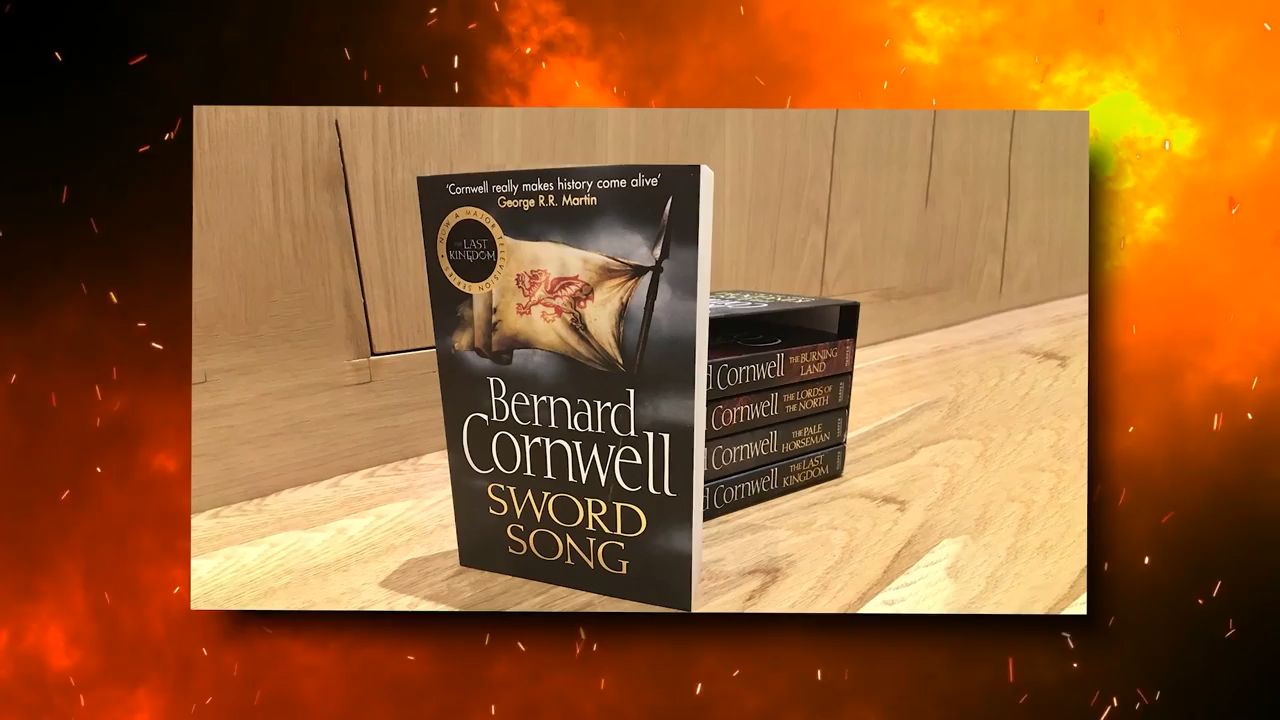 'Cornwell really makes history come alive'
George R.R. Martin
NOW A MAJOR TELEVISION SERIES
THE LAST
KINGDOM
Bernard
Cornwell
SWORD
SONG
Cornwell THE BURNING
LAND
Cornwell THE LORDS OF
THE NORTH
Cornwell THE PALE
HORSEMAN
Cornwell THE LAST
KINGDOM